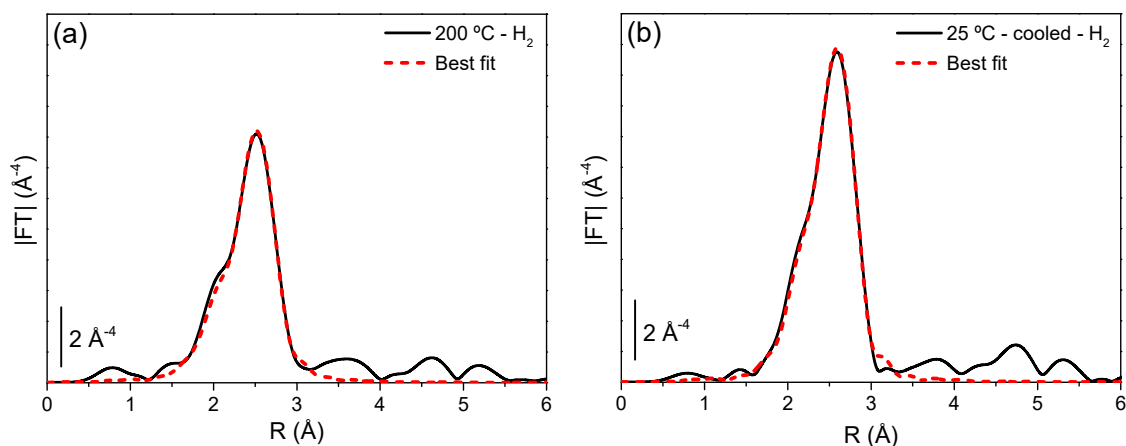 (a)
200 ºC - H₂
Best fit
|FT| (Å⁻⁴)
2 Å⁻⁴
0 1 2 3 4 5 6
R (Å)
(b)
25 ºC - cooled - H₂
Best fit
|FT| (Å⁻⁴)
2 Å⁻⁴
0 1 2 3 4 5 6
R (Å)